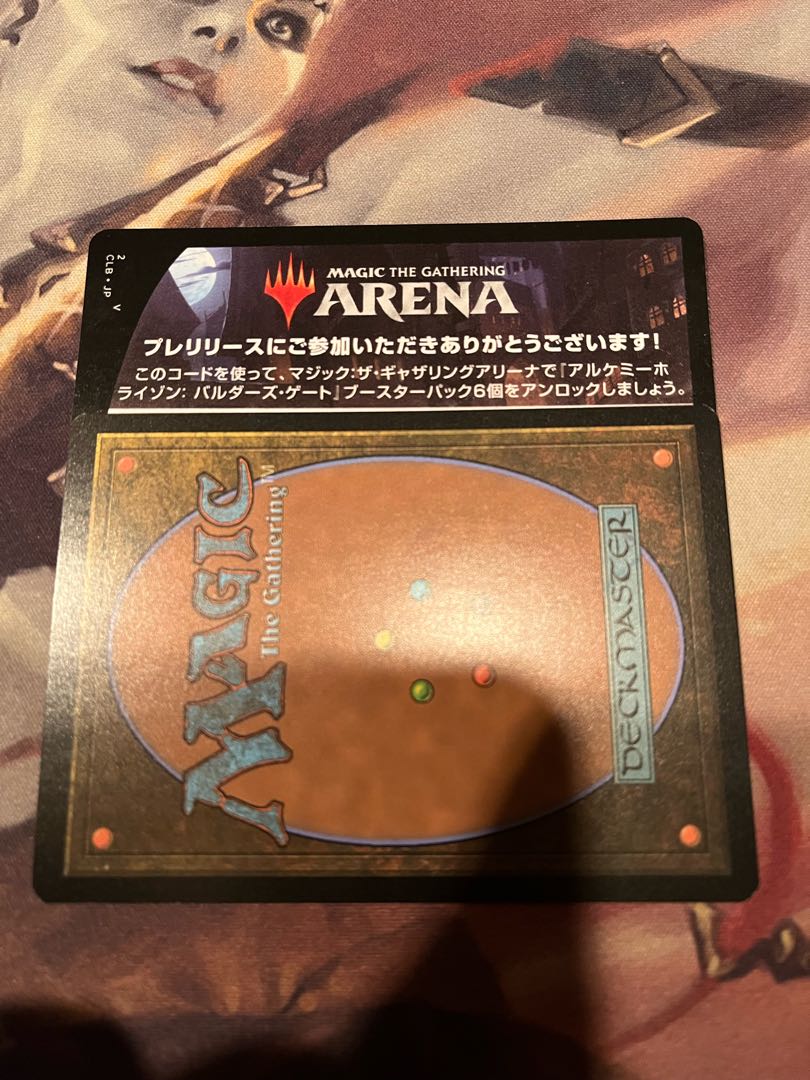 2
CLB • JP V
MAGIC THE GATHERING
ARENA
プレリリースにご参加いただきありがとうございます!
このコードを使って、マジック:ザ・ギャザリングアリーナで『アルケミーホ
ライゾン: バルダーズ・ゲート』ブースターパック6個をアンロックしましょう。
MAGIC
The Gathering™
DECKMASTER